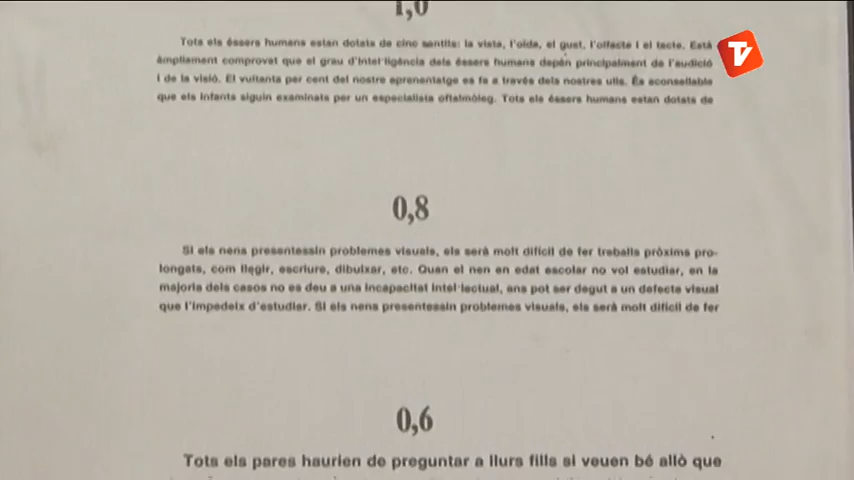 1,0
Tots els éssers humans estan dotats de cinc sentits: la vista, l'oïda, el gust, l'olfacte i el tacte. Està
àmpliament comprovat que el grau d'intel·ligència dels éssers humans depèn principalment de l'audició
i de la visió. El vuitanta per cent del nostre aprenentatge es fa a través dels nostres ulls. És aconsellable
que els infants siguin examinats per un especialista oftalmòleg. Tots els éssers humans estan dotats de
TV
0,8
Si els nens presentessin problemes visuals, els serà molt difícil de fer treballs pròxims pro-
longats, com llegir, escriure, dibuixar, etc. Quan el nen en edat escolar no vol estudiar, en la
majoria dels casos no es deu a una incapacitat intel·lectual, ans pot ser degut a un defecte visual
que l'impedeix d'estudiar. Si els nens presentessin problemes visuals, els serà molt difícil de fer
0,6
Tots els pares haurien de preguntar a llurs fills si veuen bé allò que